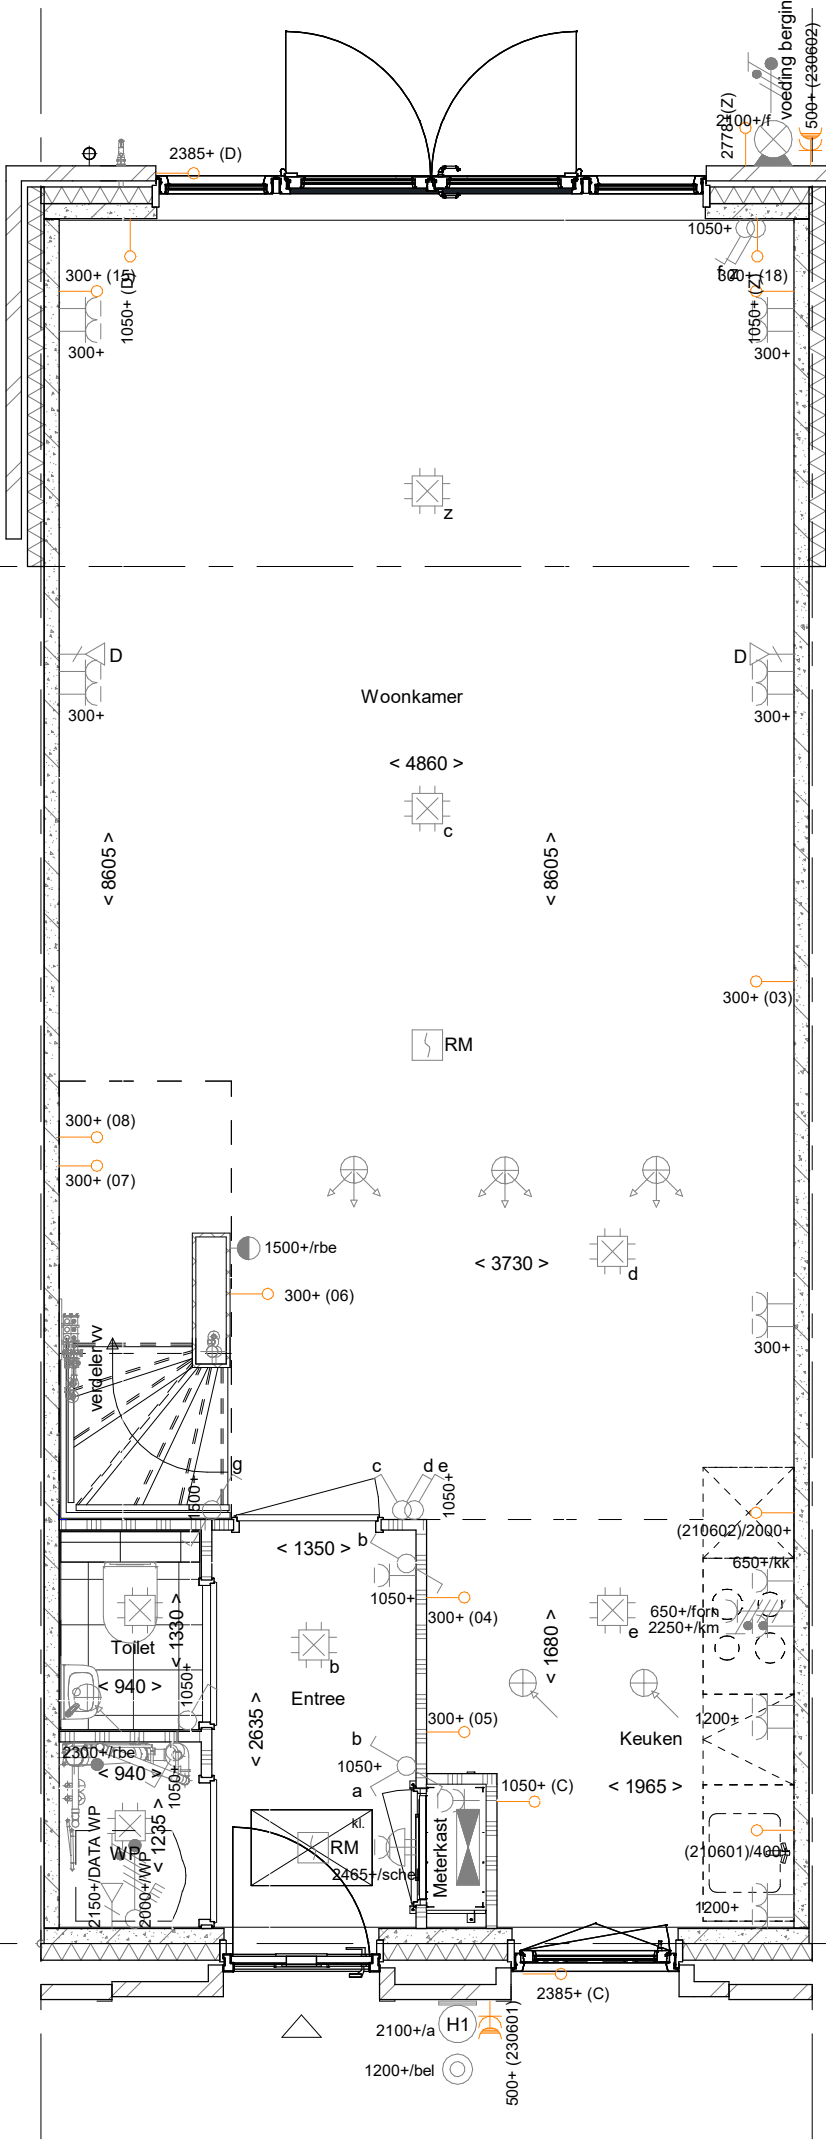 voeding bergin
500+ (230602)
2778+(Z)
2100+/f
2385+ (D)
1050+
f z
300+ (15)
1050+ (D)
300+ (18)
1050+ (Z)
300+
300+
z
D
D
300+
300+
Woonkamer
< 4860 >
c
< 8605 >
< 8605 >
300+ (03)
RM
300+ (08)
300+ (07)
1500+/rbe
< 3730 >
d
300+ (06)
300+
verdeler vv
g
1500+
c
d e
1050+
(210602)/2000+
< 1350 >
b
1050+
300+ (04)
650+/kk
650+/forn
2250+/km
e
< 1330 >
Toilet
< 940 >
1050+
b
Entree
< 1680 >
< 2635 >
300+ (05)
1200+
Keuken
2300+/rbe
< 940 >
1050+
b
1050+
a
1050+ (C)
< 1965 >
kl.
RM
2465+/sche
Meterkast
WP
< 1235 >
2150+/DATA WP
2000+/WP
(210601)/400+
1200+
2385+ (C)
2100+/a
H1
500+ (230601)
1200+/bel